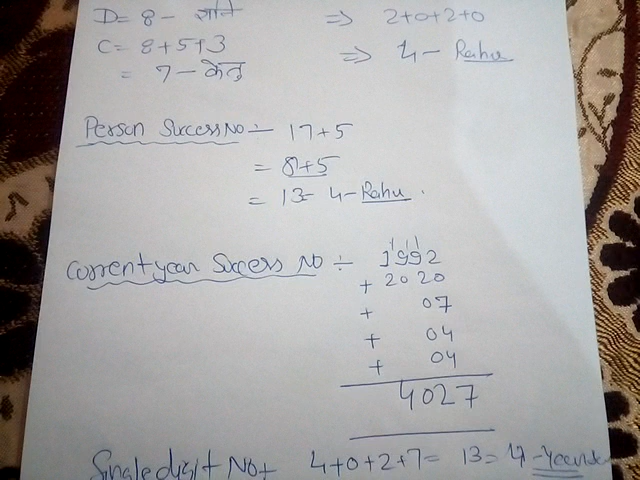 D= 8 - शनि => 2+0+2+0
C= 8+5+3 => 4 - Rahu
= 7 - केतु
Person Success No :- 17+5
= 8+5
= 13= 4-Rahu.
Current year Success No ÷ 1992
+ 2020
+ 07
+ 04
+ 04
4027
Single digit No+ 4+0+2+7= 13= 4-